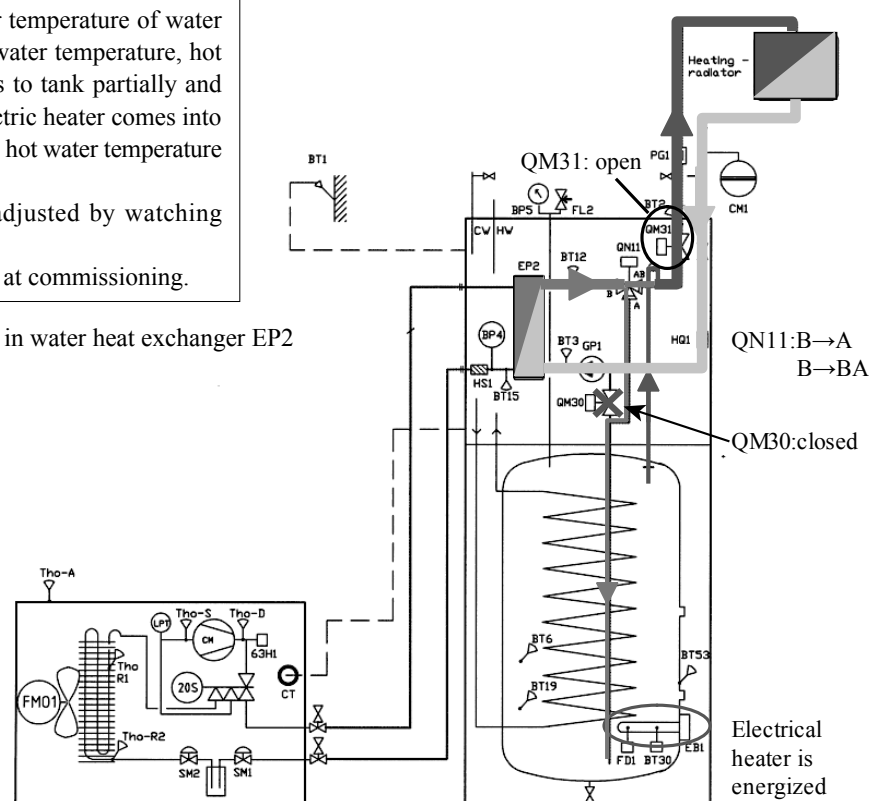 r temperature of water
water temperature, hot
s to tank partially and
ctric heater comes into
hot water temperature
adjusted by watching
at commissioning.
in water heat exchanger EP2
Heating -
radiator
BT1
QM31: open
PG1
CM1
BP5
FL2
BT2
QM31
CW HW
QN11
EP2
BT12
AB
B
A
BP4
BT3
GP1
HQ1
QN11:B→A
B→BA
HS1
BT15
QM30
QM30:closed
Tho-A
LPT
Tho-S
Tho-D
CM
63H1
Tho
R1
20S
CT
FM01
Tho-R2
SM2
SM1
BT6
BT53
BT19
FD1
BT30
EB1
Electrical
heater is
energized